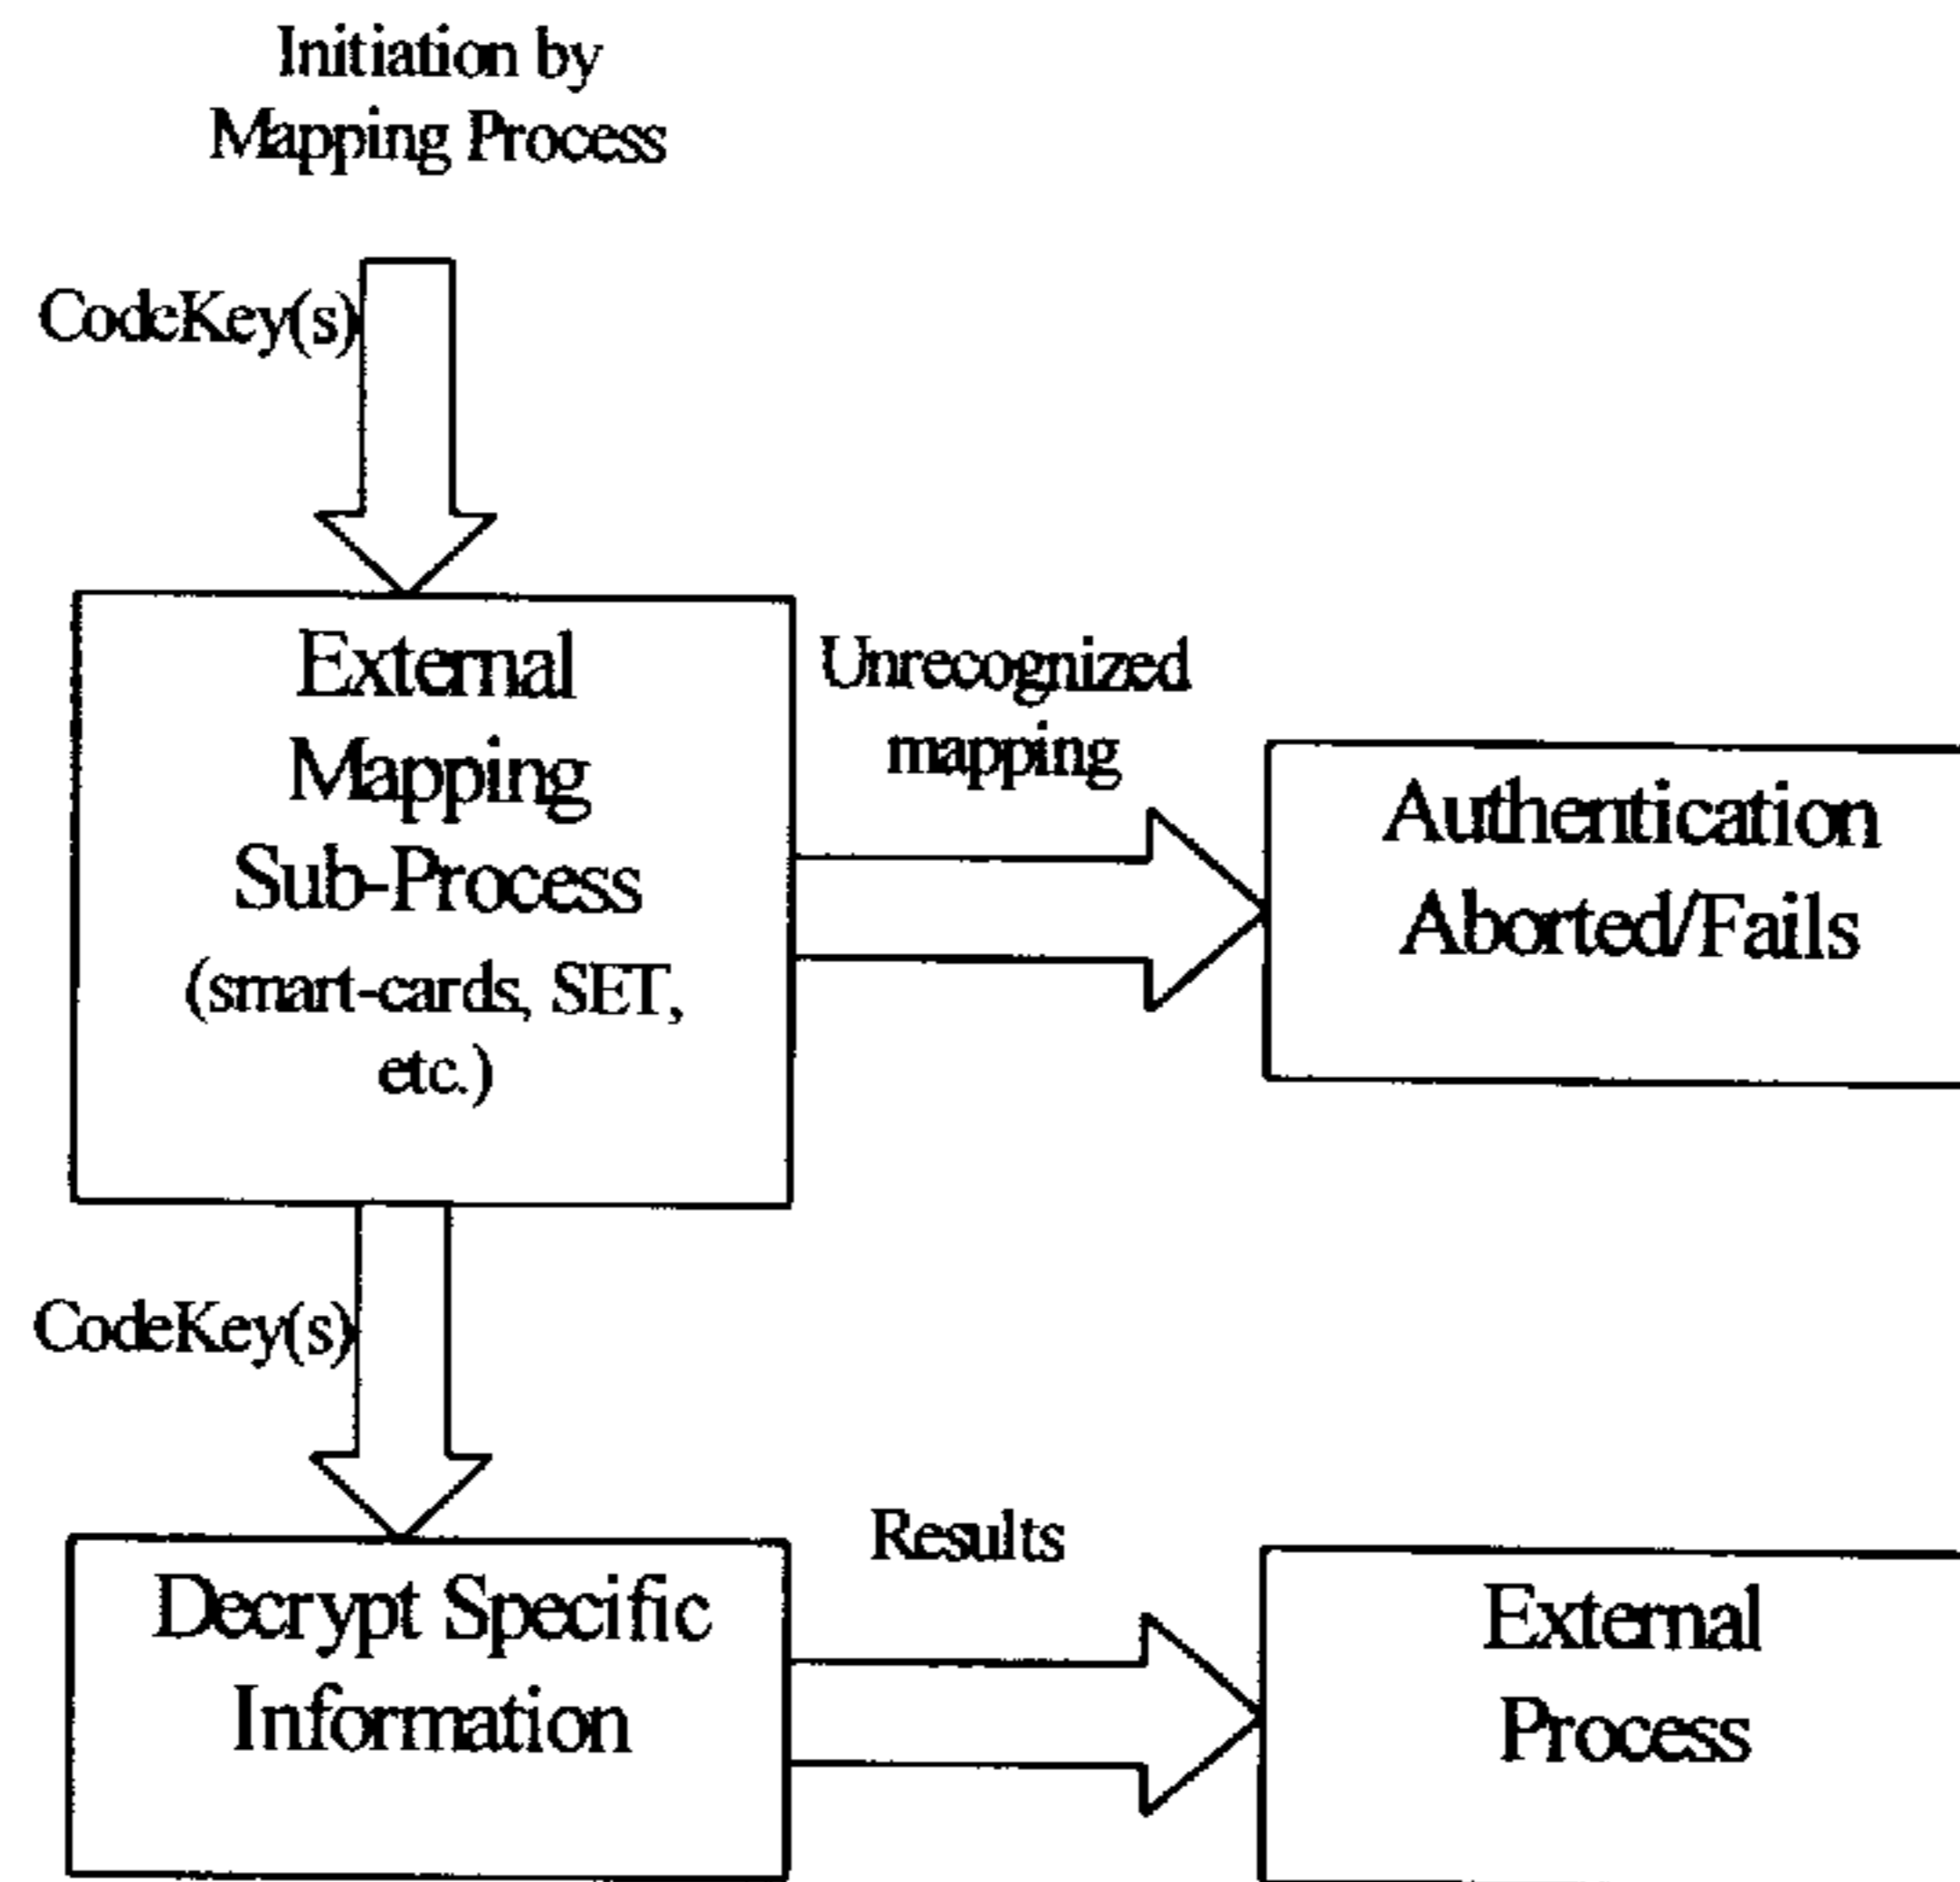 Initiation by
Mapping Process
CodeKey(s)
External
Mapping
Sub-Process
(smart-cards, SET,
etc.)
Unrecognized
mapping
Authentication
Aborted/Fails
CodeKey(s)
Decrypt Specific
Information
Results
External
Process